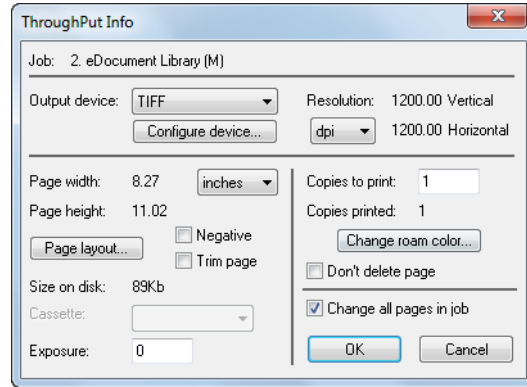 ThroughPut Info
Job: 2. eDocument Library (M)
Output device: TIFF
Configure device...
Resolution: 1200.00 Vertical
dpi 1200.00 Horizontal
Page width: 8.27 inches
Page height: 11.02
Page layout...
Negative
Trim page
Size on disk: 89Kb
Cassette:
Exposure: 0
Copies to print: 1
Copies printed: 1
Change roam color...
Don't delete page
Change all pages in job
OK Cancel